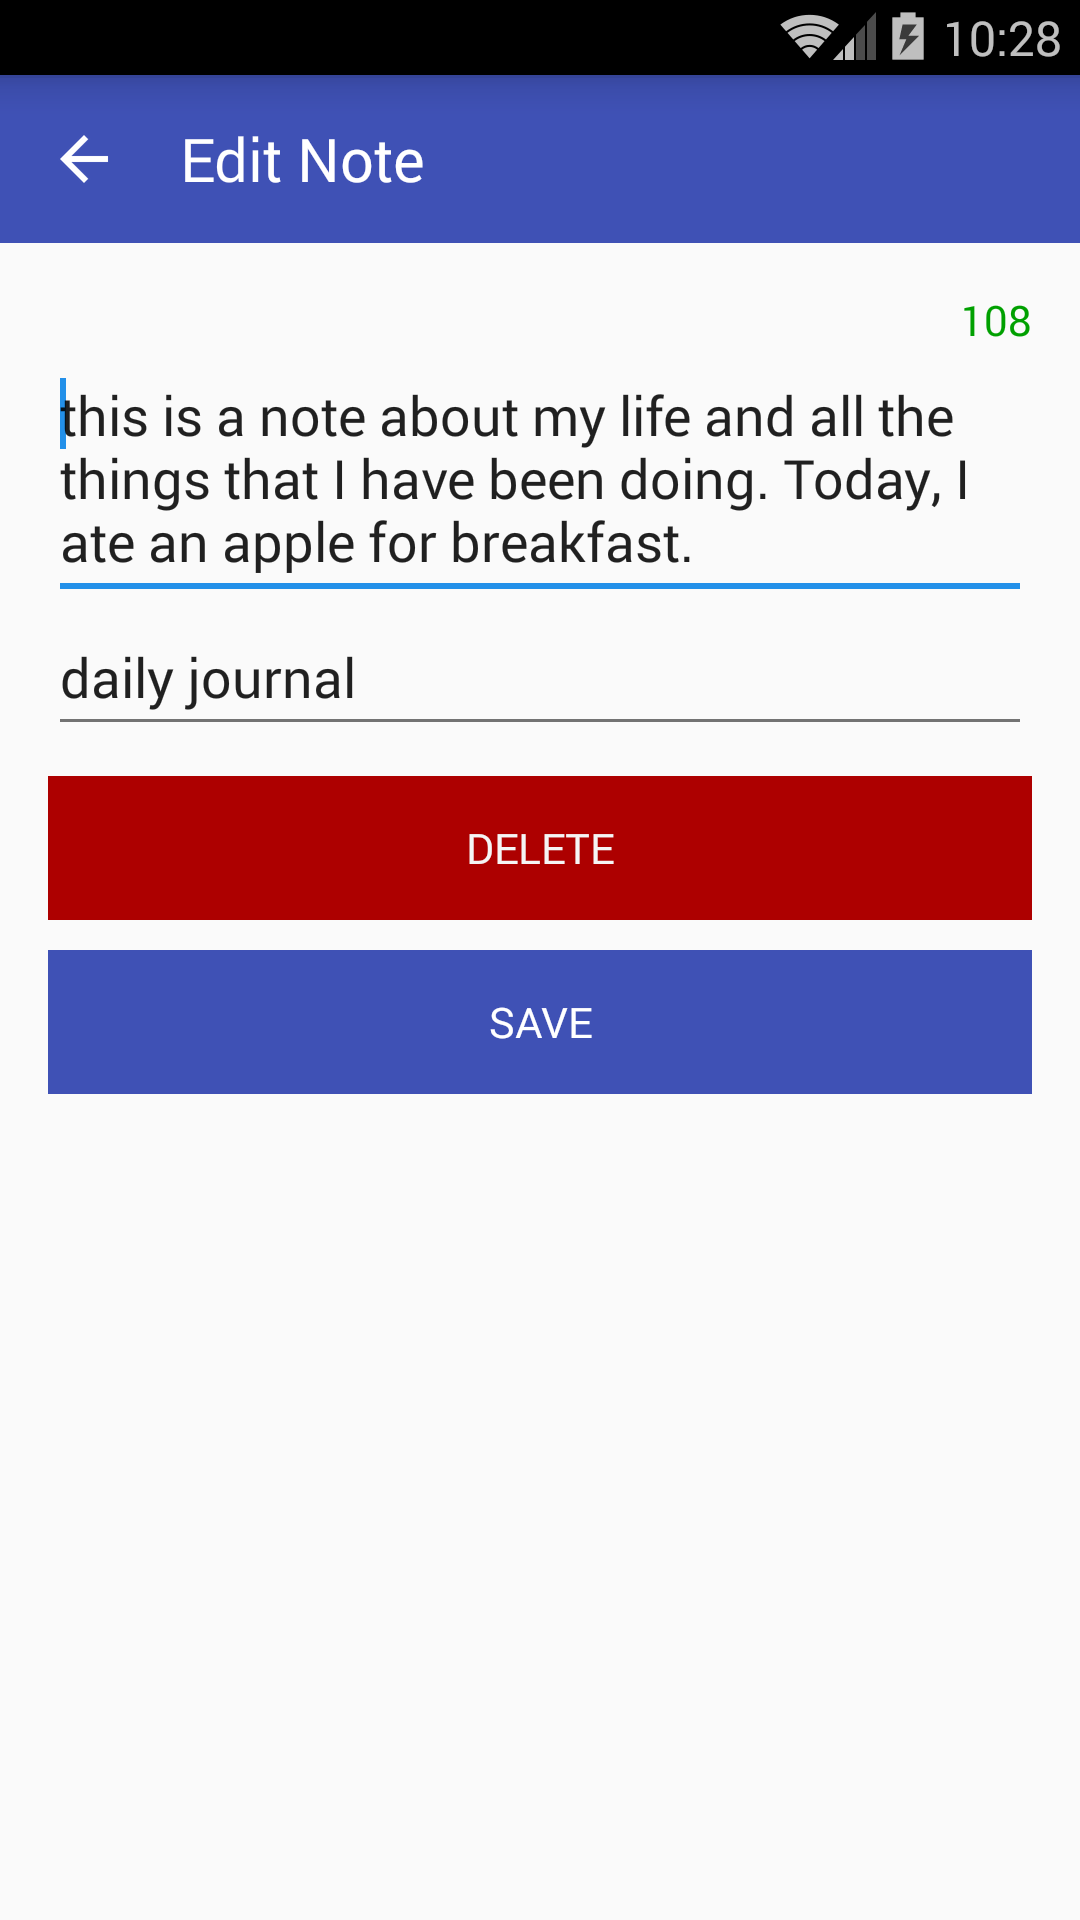 10:28
Edit Note
108
this is a note about my life and all the
things that I have been doing. Today, I
ate an apple for breakfast.
daily journal
DELETE
SAVE